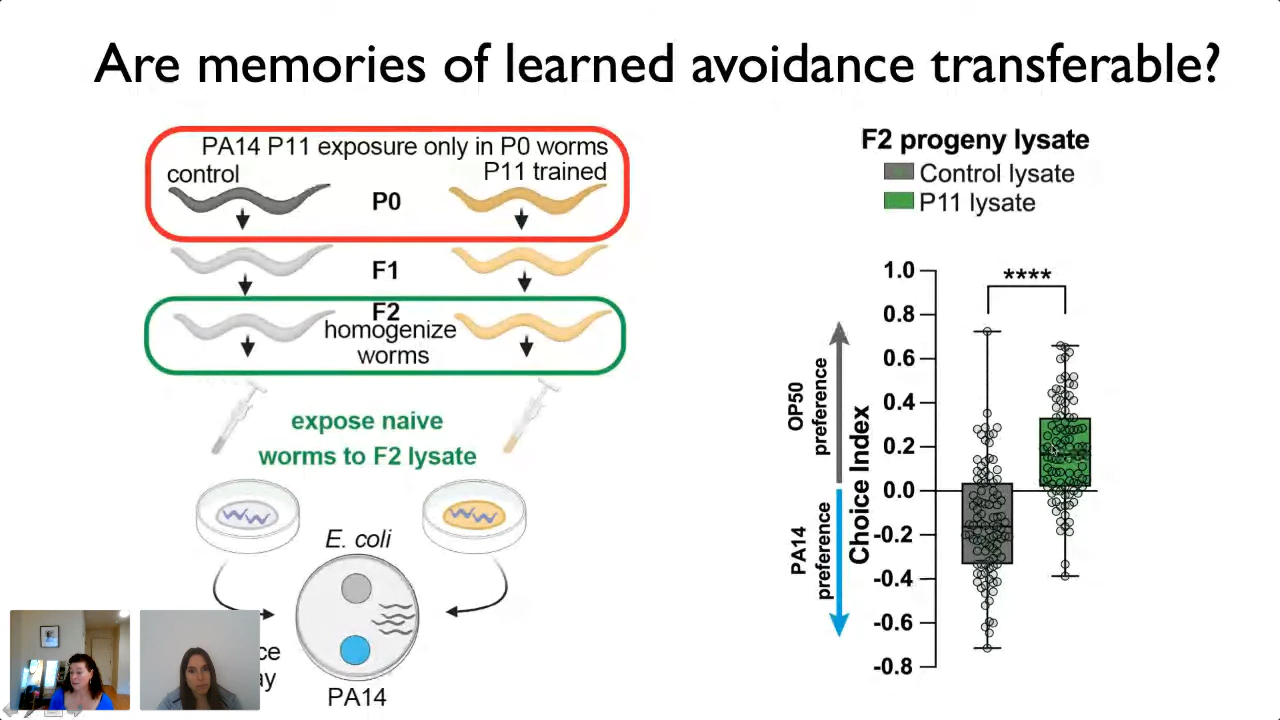 Are memories of learned avoidance transferable?
PA14 P11 exposure only in P0 worms
control
P11 trained
P0
F1
F2
homogenize
worms
expose naive
worms to F2 lysate
E. coli
ce
ay
PA14
F2 progeny lysate
Control lysate
P11 lysate
****
1.0
0.8
0.6
0.4
0.2
0.0
-0.2
-0.4
-0.6
-0.8
Choice Index
OP50
preference
PA14
preference